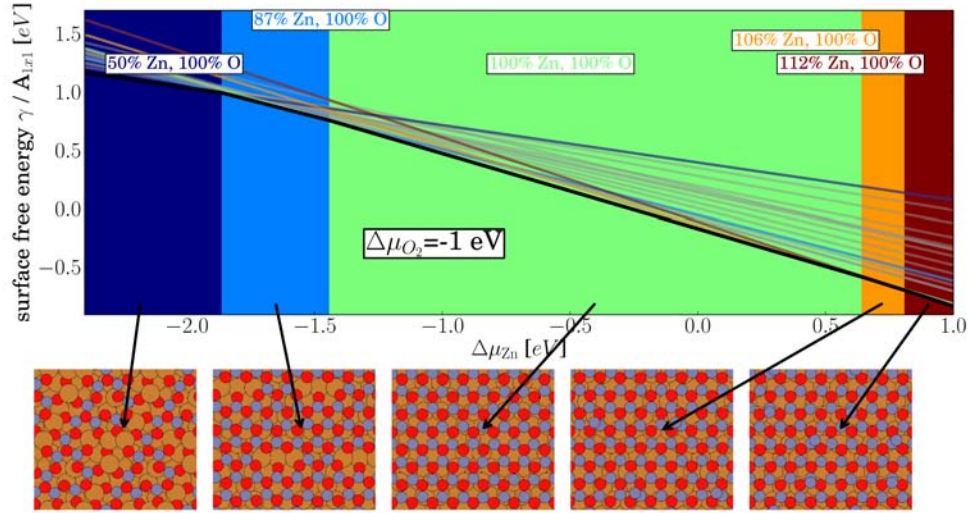 surface free energy γ / A₁ₓ₁ [eV]
1.5
1.0
0.5
0.0
−0.5
87% Zn, 100% O
50% Zn, 100% O
100% Zn, 100% O
106% Zn, 100% O
112% Zn, 100% O
Δμ_{O₂}=-1 eV
−2.0
−1.5
−1.0
−0.5
0.0
0.5
1.0
Δμ_{Zn} [eV]